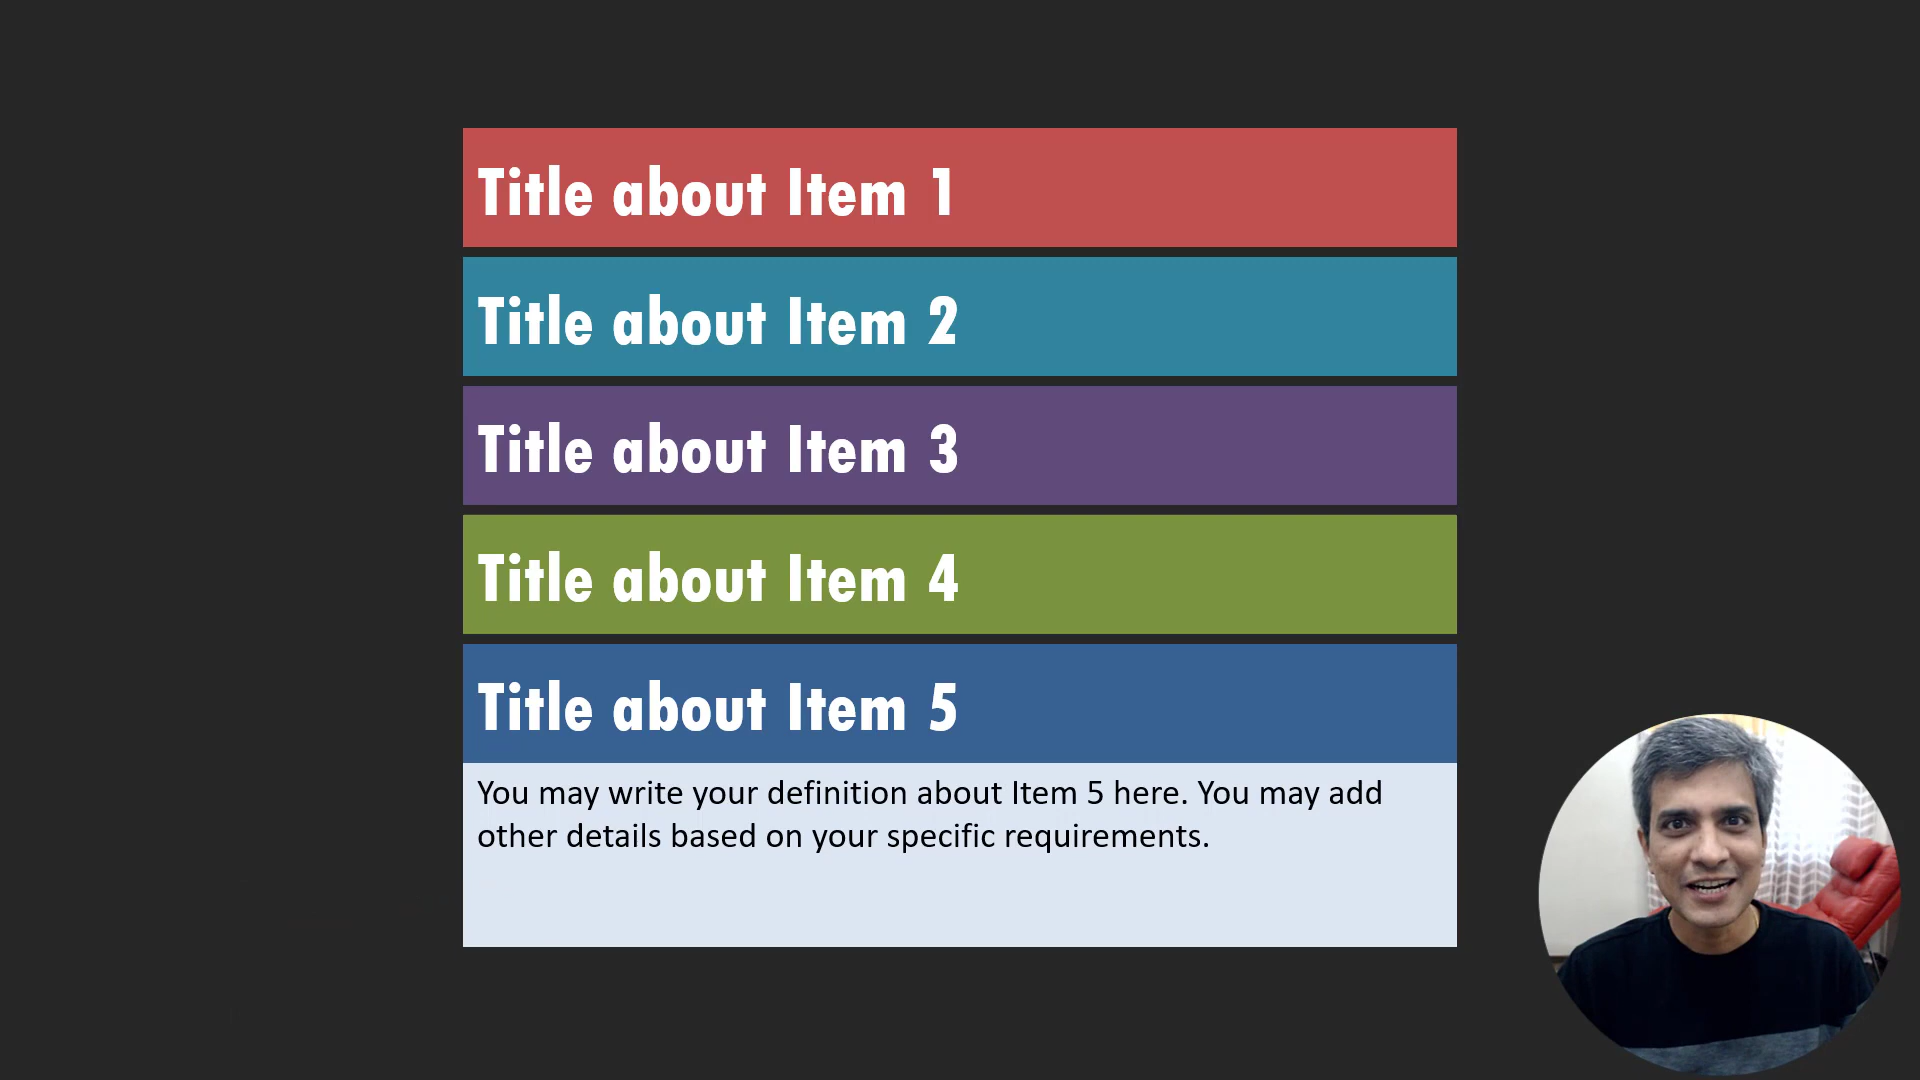 Title about Item 1
Title about Item 2
Title about Item 3
Title about Item 4
Title about Item 5
You may write your definition about Item 5 here. You may add
other details based on your specific requirements.